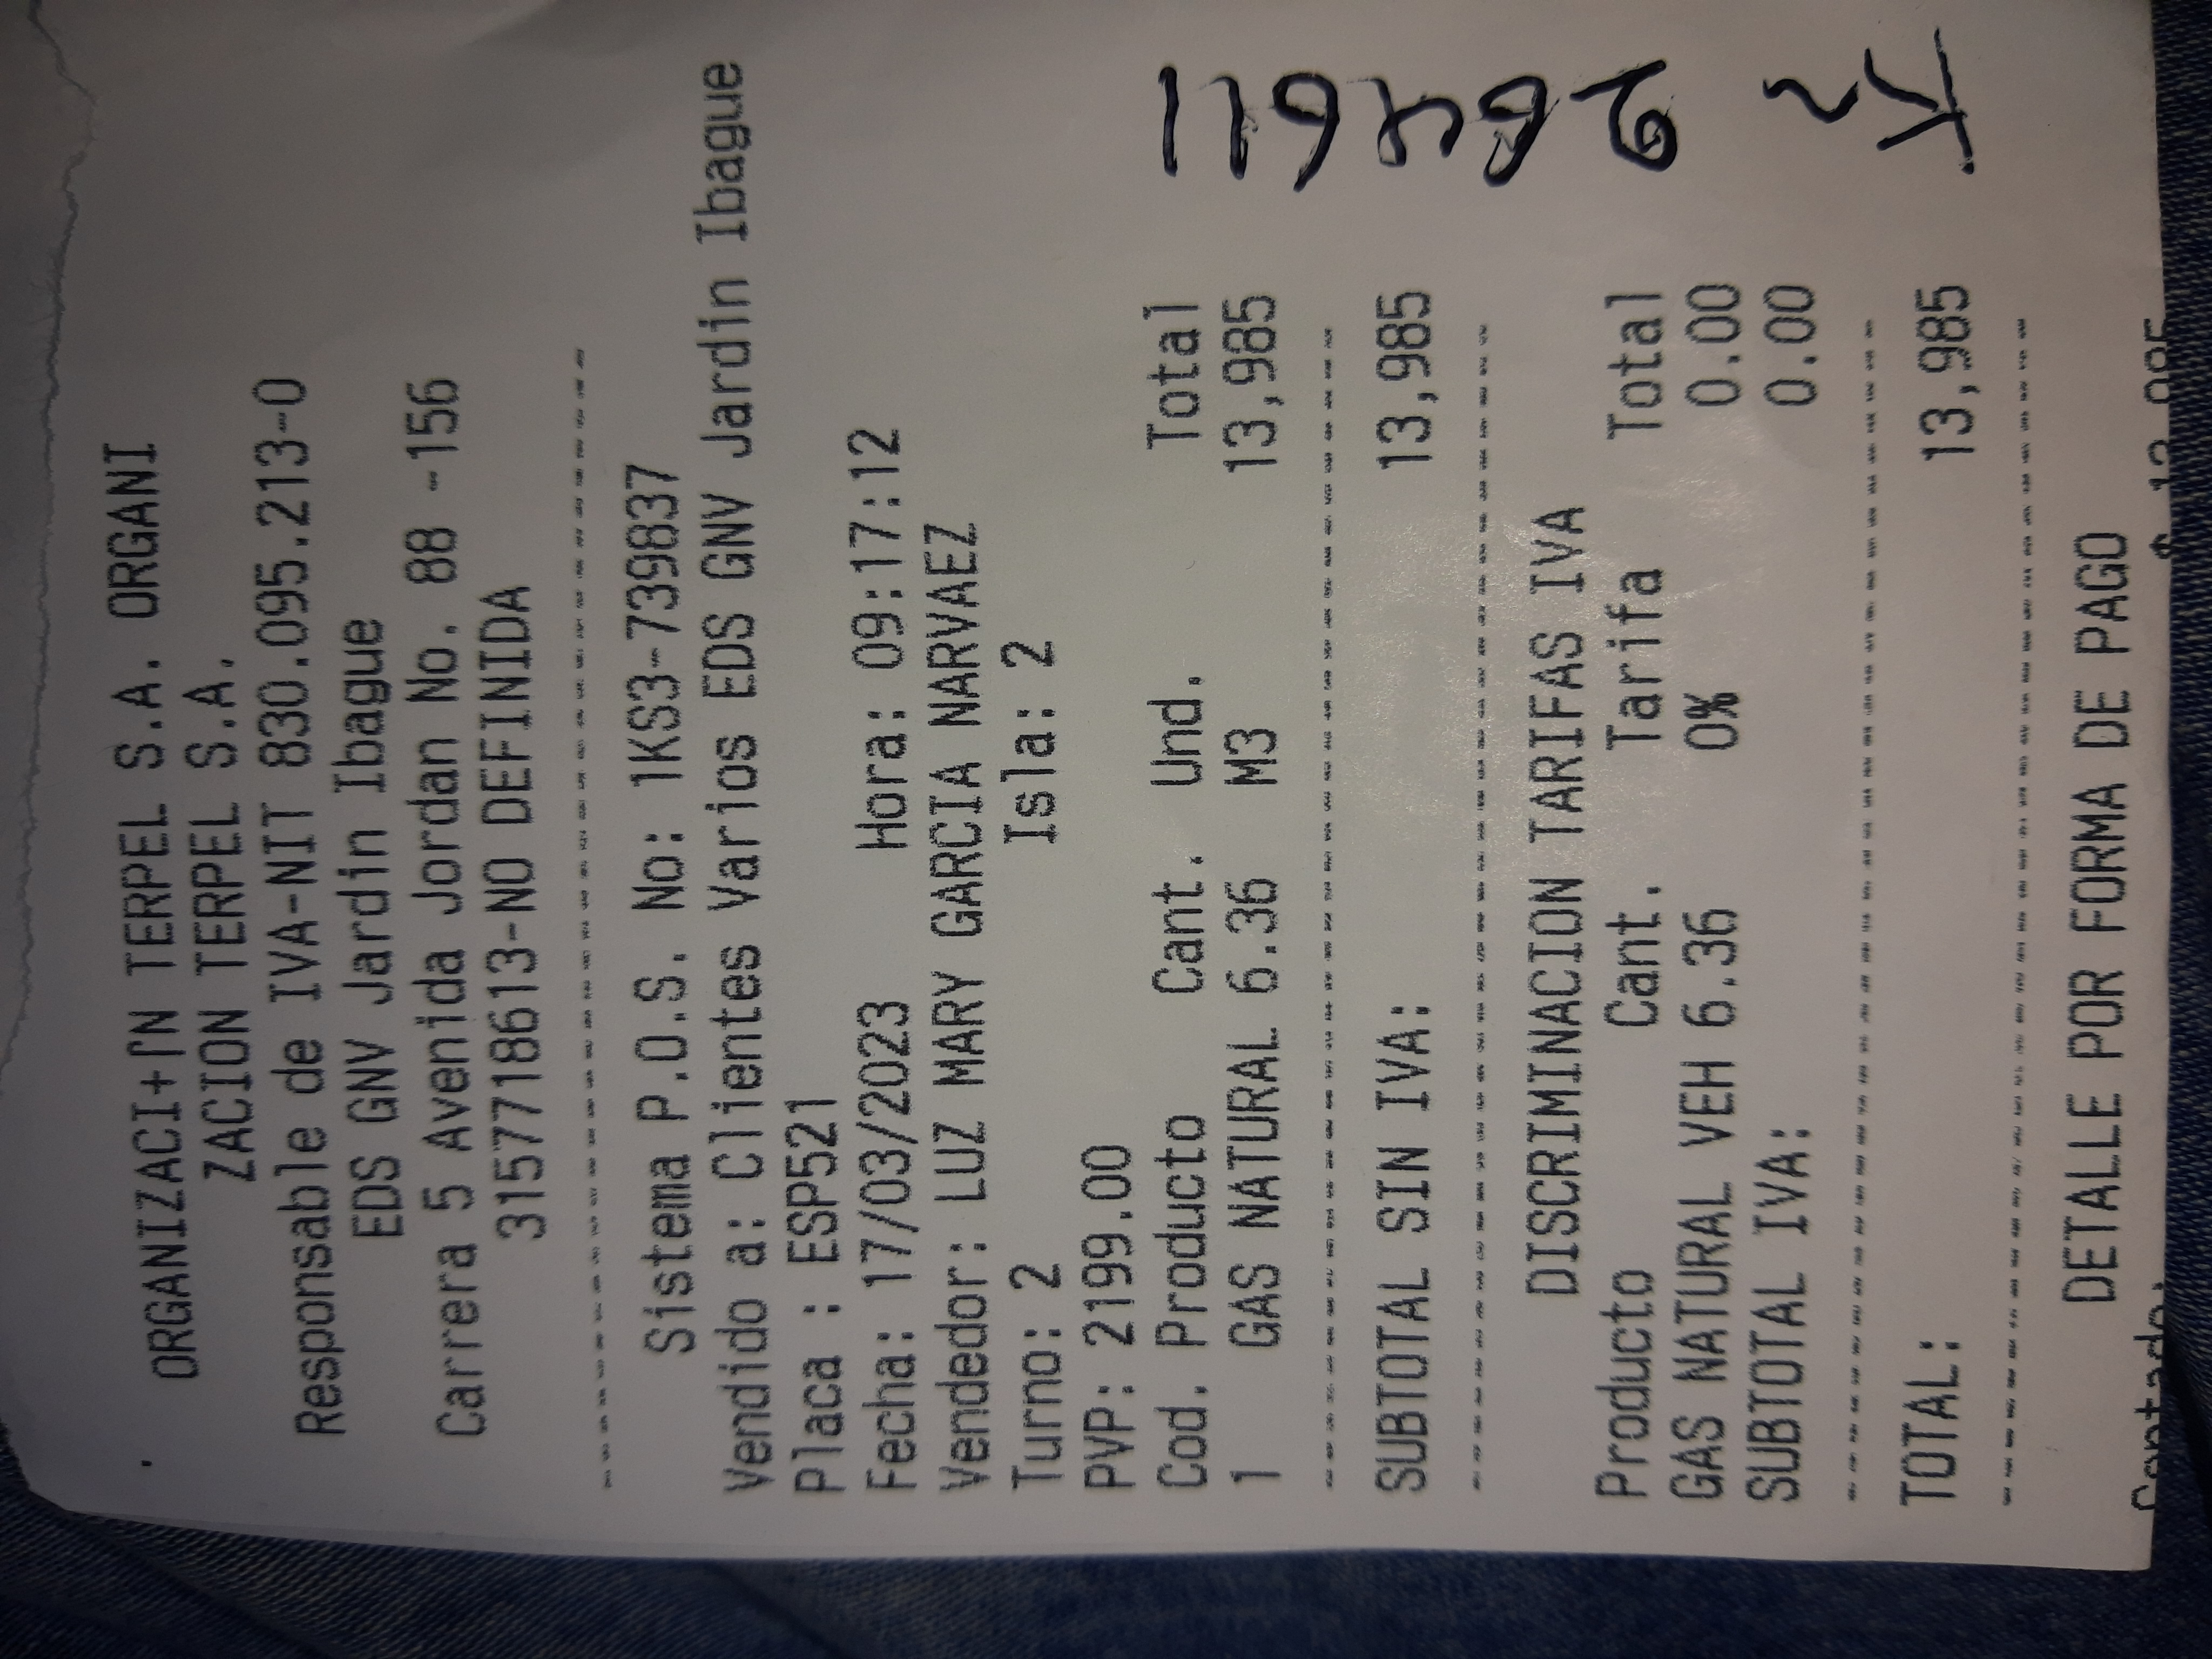 ORGANIZACI+⌈N TERPEL S.A. ORGANI
ZACION TERPEL S.A.
Responsable de IVA-NIT 830.095.213-0
EDS GNV Jardin Ibague
Carrera 5 Avenida Jordan No. 88 -156
3157718613-NO DEFINIDA
Sistema P.O.S. No: 1KS3-739837
Vendido a: Clientes Varios EDS GNV Jardin Ibague
Placa : ESP521
Fecha: 17/03/2023 Hora: 09:17:12
Vendedor: LUZ MARY GARCIA NARVAEZ
Turno: 2 Isla: 2
PVP: 2199.00
Cod. Producto Cant. Und. Total
1 GAS NATURAL 6.36 M3 13,985
SUBTOTAL SIN IVA: 13,985
DISCRIMINACION TARIFAS IVA
Producto Cant. Tarifa Total
GAS NATURAL VEH 6.36 0% 0.00
SUBTOTAL IVA: 0.00
TOTAL: 13,985
DETALLE POR FORMA DE PAGO
Contado: